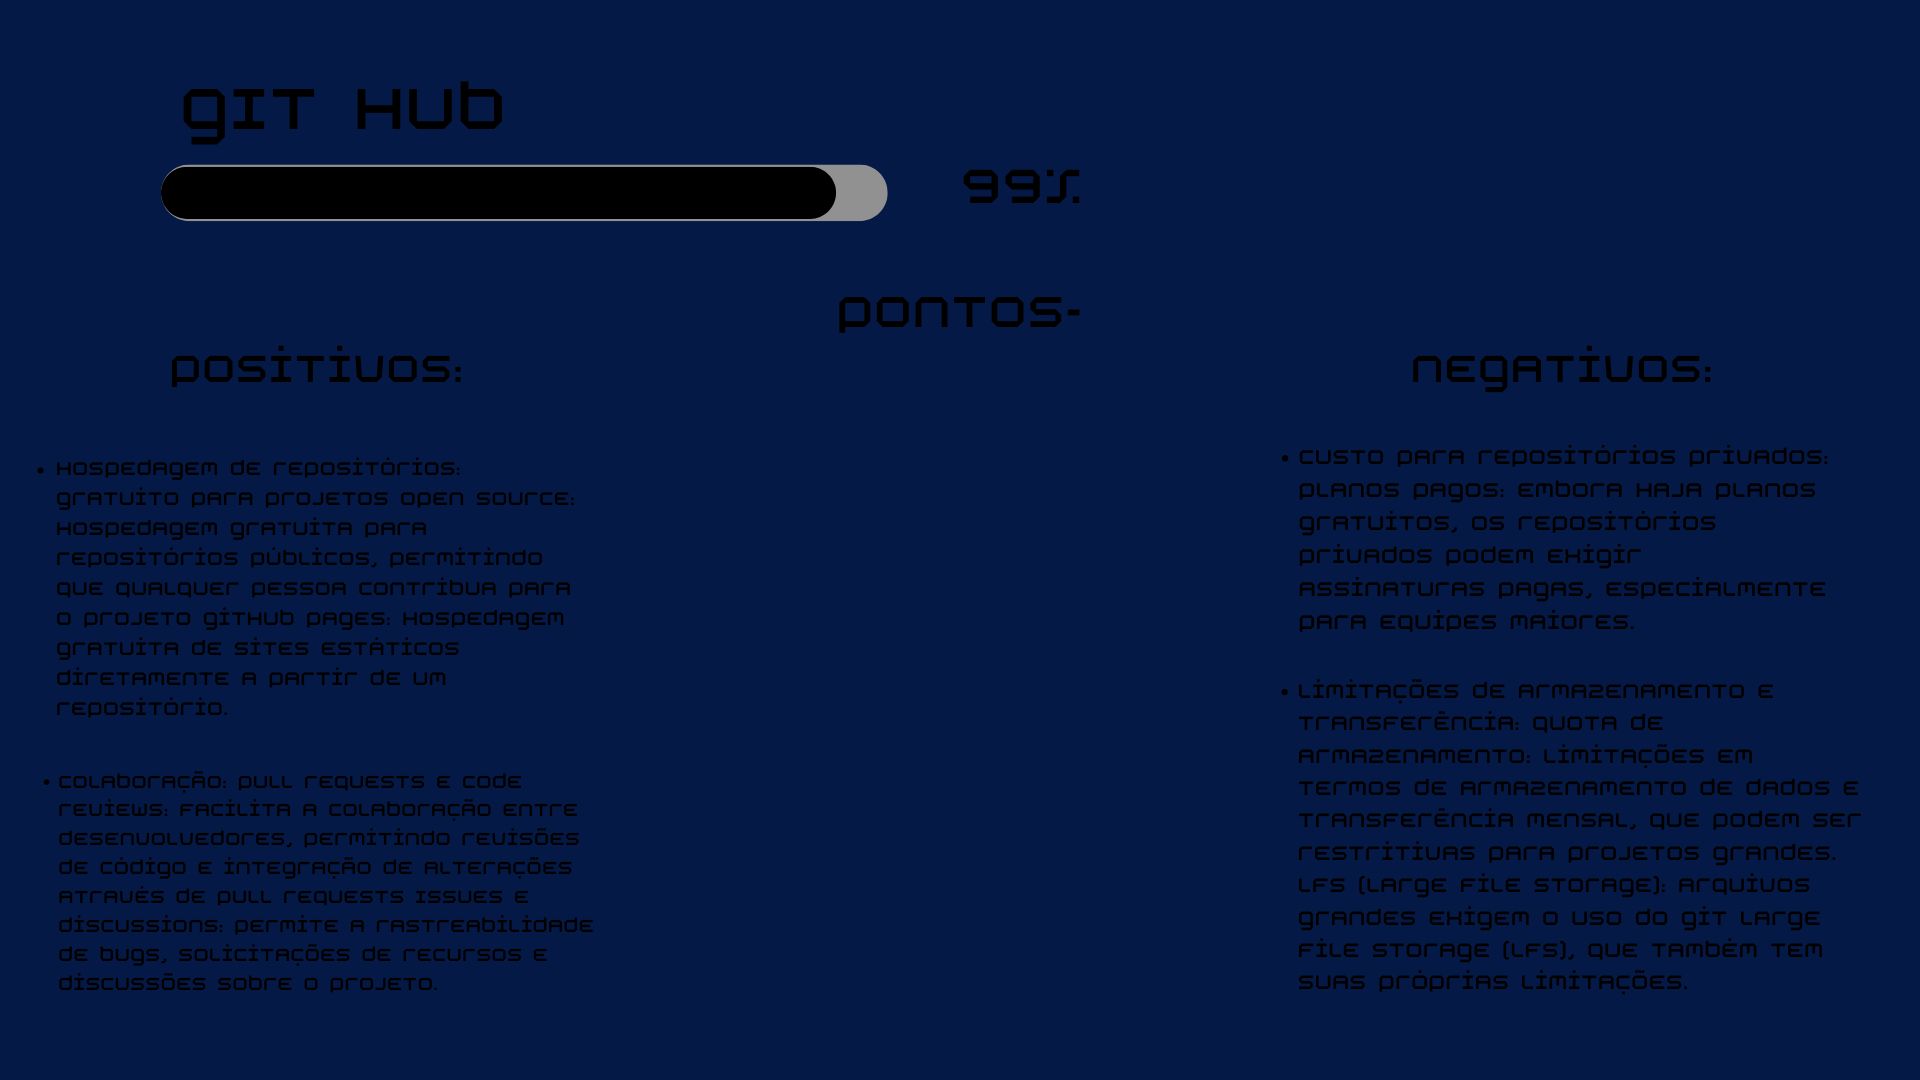 GIT HUB
99%
PONTOS-
POSITIVOS:
Hospedagem de repositórios:
Gratuito para projetos open source:
Hospedagem gratuita para
repositórios públicos, permitindo
que qualquer pessoa contribua para
o projeto GitHub Pages: Hospedagem
gratuita de sites estáticos
diretamente a partir de um
repositório.
Colaboração: Pull requests e code
reviews: Facilita a colaboração entre
desenvolvedores, permitindo revisões
de código e integração de alterações
através de pull requests Issues e
discussions: Permite a rastreabilidade
de bugs, solicitações de recursos e
discussões sobre o projeto.
NEGATIVOS:
Custo para repositórios privados:
Planos pagos: Embora haja planos
gratuitos, os repositórios
privados podem exigir
assinaturas pagas, especialmente
para equipes maiores.
Limitações de armazenamento e
transferência: Quota de
armazenamento: Limitações em
termos de armazenamento de dados e
transferência mensal, que podem ser
restritivas para projetos grandes.
LFS (Large File Storage): Arquivos
grandes exigem o uso do Git Large
File Storage (LFS), que também tem
suas próprias limitações.